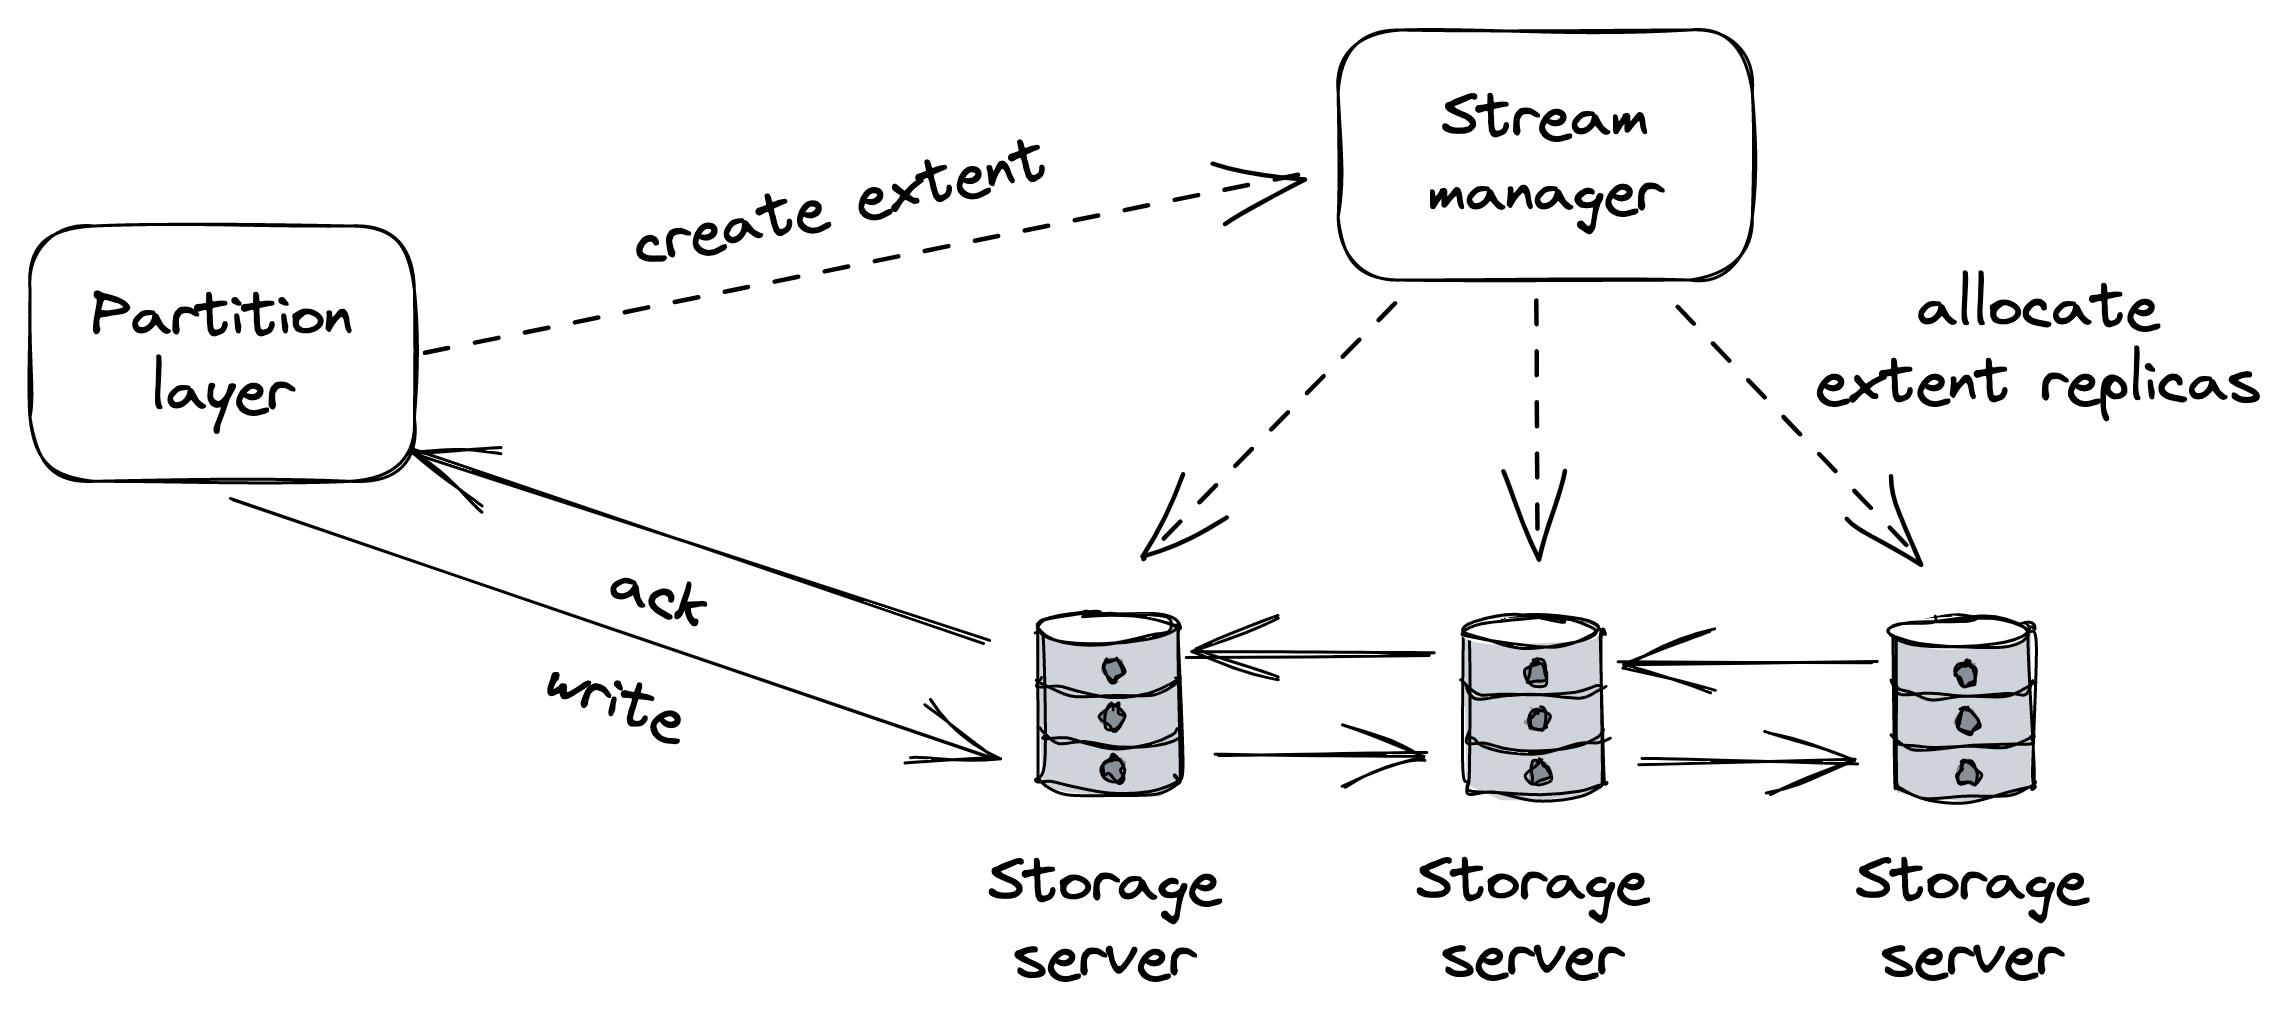 Stream
manager
create extent
Partition
layer
allocate
extent replicas
ack
write
Storage
server
Storage
server
Storage
server